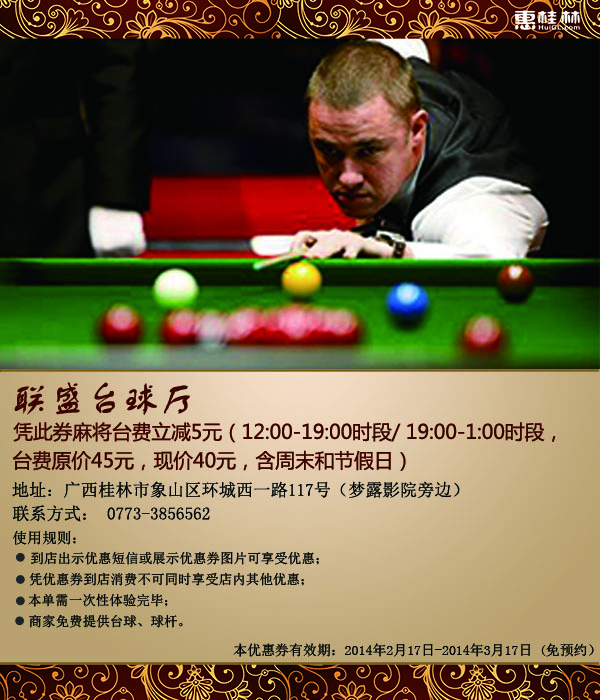 惠桂林
HuiGL.com
联盛台球厅
凭此券麻将台费立减5元（12:00-19:00时段/ 19:00-1:00时段，
台费原价45元，现价40元，含周末和节假日）
地址：广西桂林市象山区环城西一路117号（梦露影院旁边）
联系方式： 0773-3856562
使用规则：
● 到店出示优惠短信或展示优惠券图片可享受优惠；
● 凭优惠券到店消费不可同时享受店内其他优惠；
● 本单需一次性体验完毕；
● 商家免费提供台球、球杆。
本优惠券有效期：2014年2月17日-2014年3月17日（免预约）